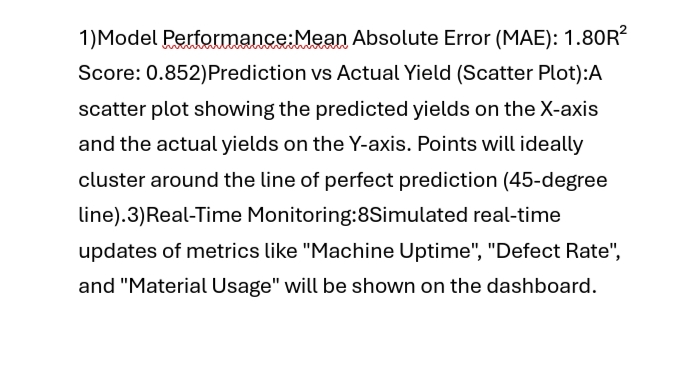 1)Model Performance:Mean Absolute Error (MAE): 1.80R²
Score: 0.852)Prediction vs Actual Yield (Scatter Plot):A
scatter plot showing the predicted yields on the X-axis
and the actual yields on the Y-axis. Points will ideally
cluster around the line of perfect prediction (45-degree
line).3)Real-Time Monitoring:8Simulated real-time
updates of metrics like "Machine Uptime", "Defect Rate",
and "Material Usage" will be shown on the dashboard.